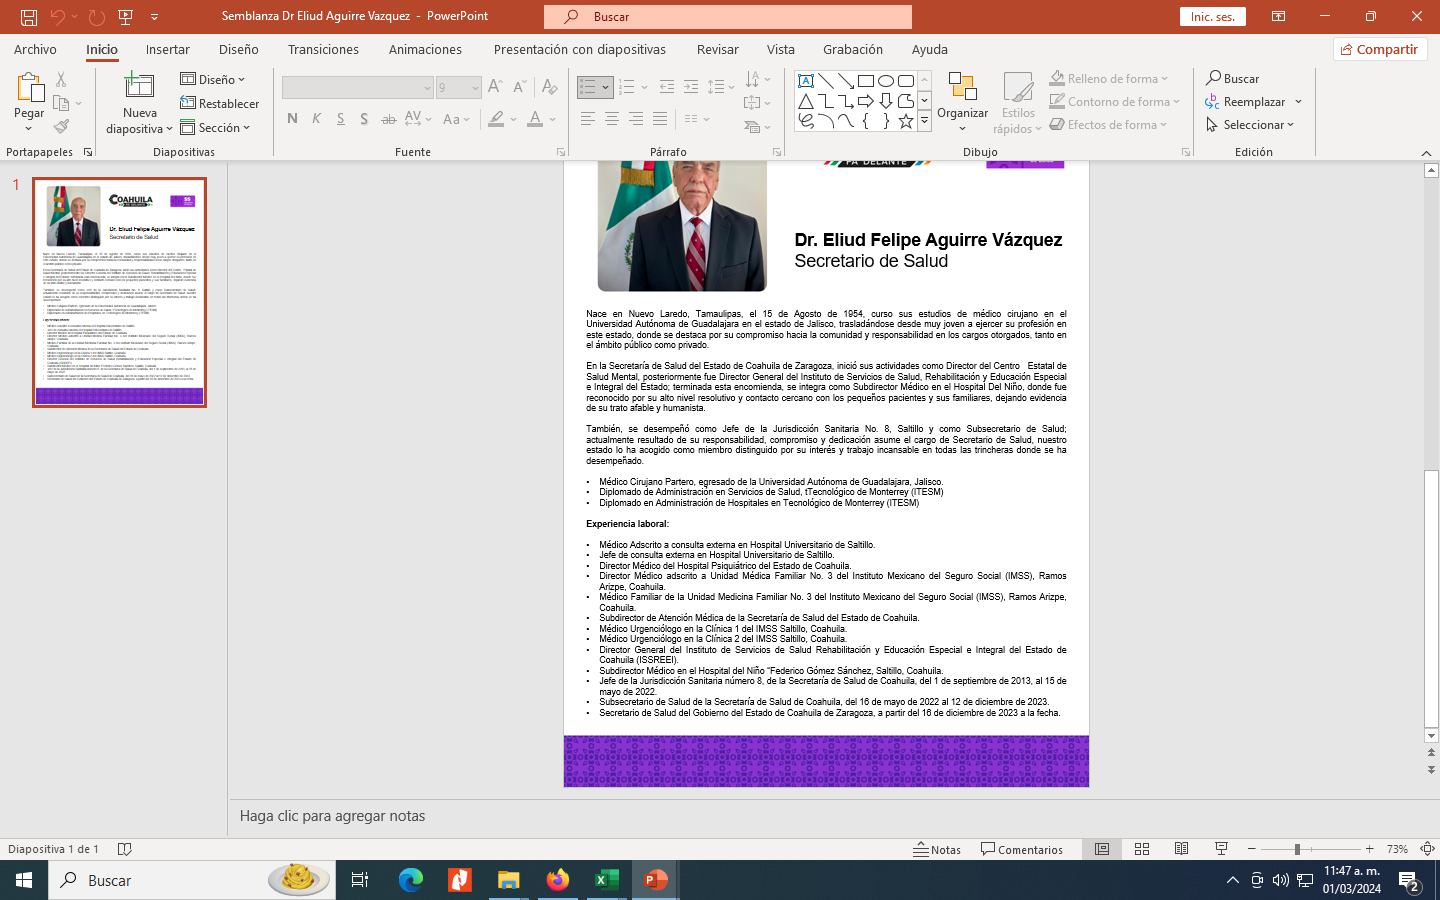 Semblanza Dr Eliud Aguirre Vazquez - PowerPoint
Buscar
Inic. ses.
Archivo Inicio Insertar Diseño Transiciones Animaciones Presentación con diapositivas Revisar Vista Grabación Ayuda Compartir
Pegar
Nueva diapositiva
Diseño
Restablecer
Sección
9
N K S S ab AV Aa A
Organizar
Estilos rápidos
Relleno de forma
Contorno de forma
Efectos de forma
Buscar
Reemplazar
Seleccionar
Portapapeles Diapositivas Fuente Párrafo Dibujo Edición
1
COAHUILA
PA DELANTE
Dr. Eliud Felipe Aguirre Vázquez
Secretario de Salud
PA DELANTE
Dr. Eliud Felipe Aguirre Vázquez
Secretario de Salud
Nace en Nuevo Laredo, Tamaulipas, el 15 de Agosto de 1954, curso sus estudios de médico cirujano en el
Universidad Autónoma de Guadalajara en el estado de Jalisco, trasladándose desde muy joven a ejercer su profesión en
este estado, donde se destaca por su compromiso hacia la comunidad y responsabilidad en los cargos otorgados, tanto en
el ámbito público como privado.
En la Secretaría de Salud del Estado de Coahuila de Zaragoza, inició sus actividades como Director del Centro Estatal de
Salud Mental, posteriormente fue Director General del Instituto de Servicios de Salud, Rehabilitación y Educación Especial
e Integral del Estado; terminada esta encomienda, se integra como Subdirector Médico en el Hospital Del Niño, donde fue
reconocido por su alto nivel resolutivo y contacto cercano con los pequeños pacientes y sus familiares, dejando evidencia
de su trato afable y humanista.
También, se desempeñó como Jefe de la Jurisdicción Sanitaria No. 8, Saltillo y como Subsecretario de Salud;
actualmente resultado de su responsabilidad, compromiso y dedicación asume el cargo de Secretario de Salud, nuestro
estado lo ha acogido como miembro distinguido por su interés y trabajo incansable en todas las trincheras donde se ha
desempeñado.
• Médico Cirujano Partero, egresado de la Universidad Autónoma de Guadalajara, Jalisco.
• Diplomado de Administración en Servicios de Salud, tTecnológico de Monterrey (ITESM)
• Diplomado en Administración de Hospitales en Tecnológico de Monterrey (ITESM)
Experiencia laboral:
• Médico Adscrito a consulta externa en Hospital Universitario de Saltillo.
• Jefe de consulta externa en Hospital Universitario de Saltillo.
• Director Médico del Hospital Psiquiátrico del Estado de Coahuila.
• Director Médico adscrito a Unidad Médica Familiar No. 3 del Instituto Mexicano del Seguro Social (IMSS), Ramos
Arizpe, Coahuila.
• Médico Familiar de la Unidad Medicina Familiar No. 3 del Instituto Mexicano del Seguro Social (IMSS), Ramos Arizpe,
Coahuila.
• Subdirector de Atención Médica de la Secretaría de Salud del Estado de Coahuila.
• Médico Urgenciólogo en la Clínica 1 del IMSS Saltillo, Coahuila.
• Médico Urgenciólogo en la Clínica 2 del IMSS Saltillo, Coahuila.
• Director General del Instituto de Servicios de Salud Rehabilitación y Educación Especial e Integral del Estado de
Coahuila (ISSREEI).
• Subdirector Médico en el Hospital del Niño "Federico Gómez Sánchez, Saltillo, Coahuila.
• Jefe de la Jurisdicción Sanitaria número 8, de la Secretaría de Salud de Coahuila, del 1 de septiembre de 2013, al 15 de
mayo de 2022.
• Subsecretario de Salud de la Secretaría de Salud de Coahuila, del 16 de mayo de 2022 al 12 de diciembre de 2023.
• Secretario de Salud del Gobierno del Estado de Coahuila de Zaragoza, a partir del 16 de diciembre de 2023 a la fecha.
Haga clic para agregar notas
Diapositiva 1 de 1 Notas Comentarios 73%
Buscar
11:47 a. m.
01/03/2024
2